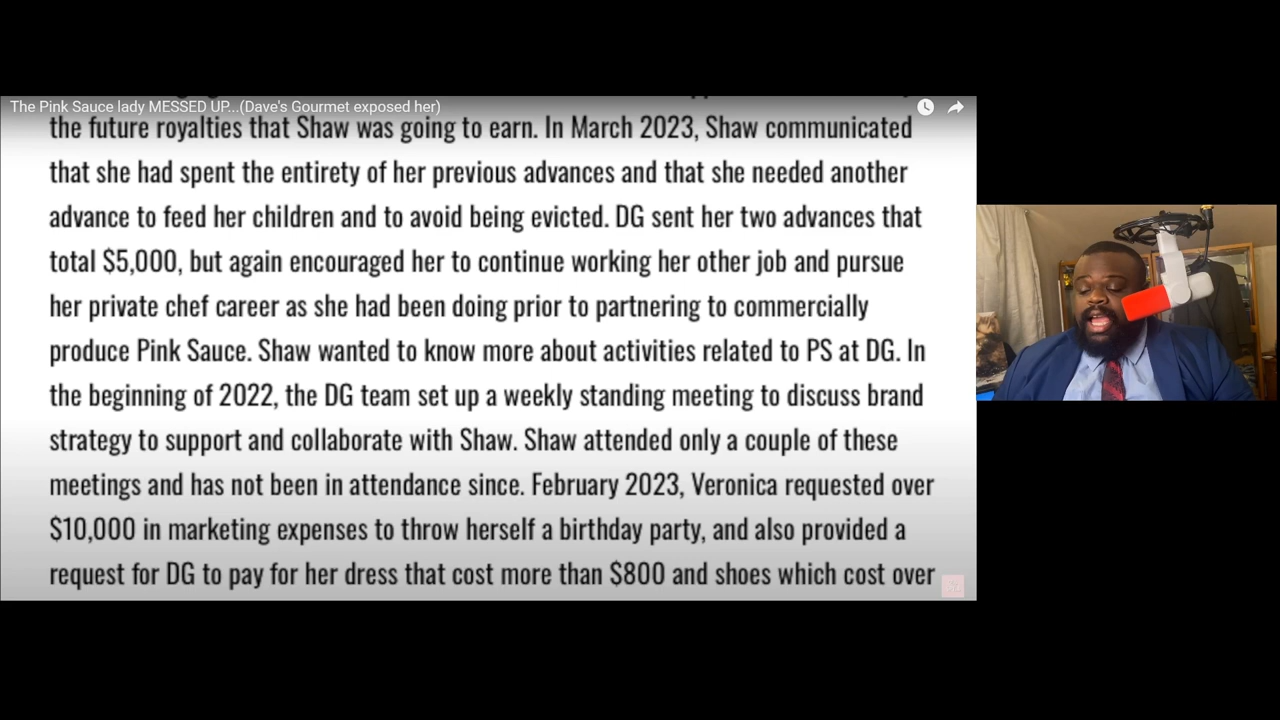 The Pink Sauce lady MESSED UP...(Dave's Gourmet exposed her)
the future royalties that Shaw was going to earn. In March 2023, Shaw communicated
that she had spent the entirety of her previous advances and that she needed another
advance to feed her children and to avoid being evicted. DG sent her two advances that
total $5,000, but again encouraged her to continue working her other job and pursue
her private chef career as she had been doing prior to partnering to commercially
produce Pink Sauce. Shaw wanted to know more about activities related to PS at DG. In
the beginning of 2022, the DG team set up a weekly standing meeting to discuss brand
strategy to support and collaborate with Shaw. Shaw attended only a couple of these
meetings and has not been in attendance since. February 2023, Veronica requested over
$10,000 in marketing expenses to throw herself a birthday party, and also provided a
request for DG to pay for her dress that cost more than $800 and shoes which cost over